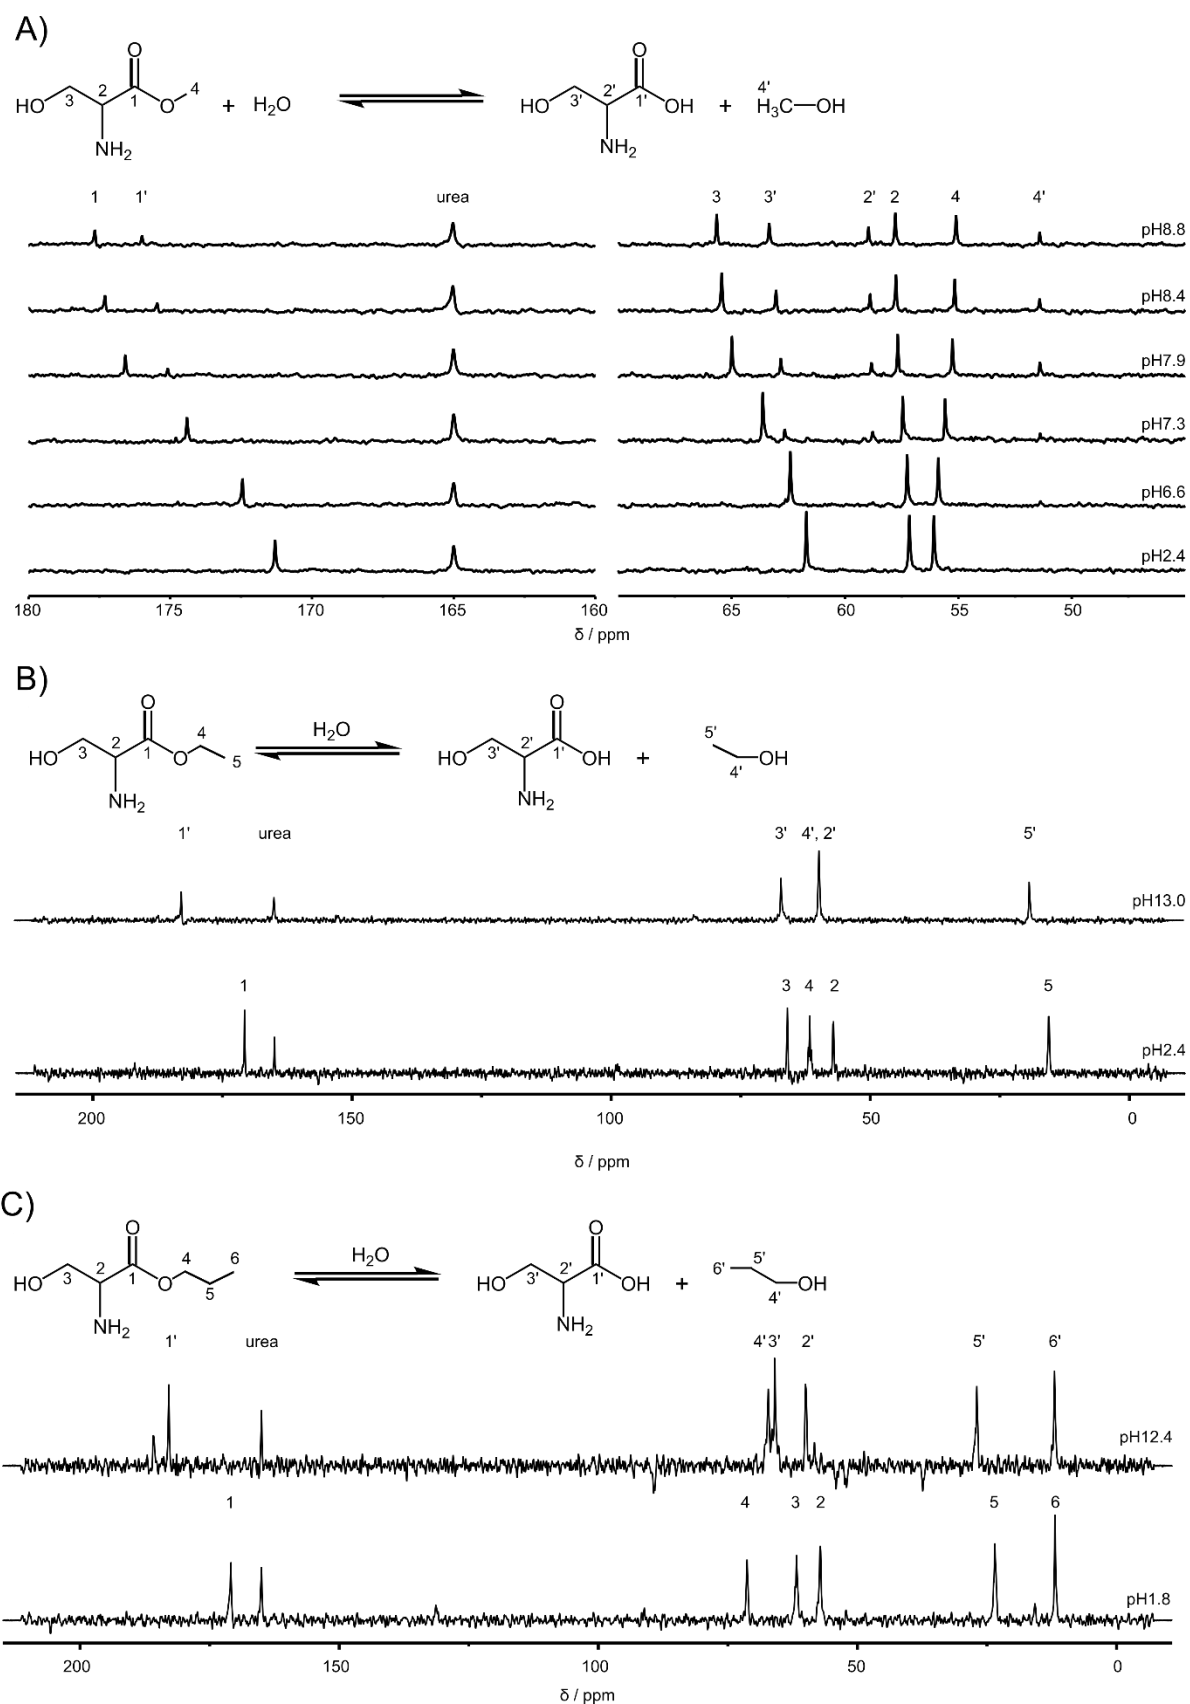 A)
O
3 2 1 O 4
HO
NH2
+ H2O
O
3' 2' 1'
HO OH
NH2
+
4'
H3C OH
1 1' urea 3 3' 2' 2 4 4'
pH8.8
pH8.4
pH7.9
pH7.3
pH6.6
pH2.4
180 175 170 165 160 65 60 55 50
δ / ppm
B)
O
3 2 1 O 4 5
HO
NH2
H2O
O
3' 2' 1'
HO OH
NH2
+
5'
4' OH
1' urea 3' 4', 2' 5'
pH13.0
1 3 4 2 5
pH2.4
200 150 100 50 0
δ / ppm
C)
O
3 2 1 O 4 5 6
HO
NH2
H2O
O
3' 2' 1'
HO OH
NH2
+
6' 5' 4' OH
1' urea 4' 3' 2' 5' 6'
pH12.4
1 4 3 2 5 6
pH1.8
200 150 100 50 0
δ / ppm